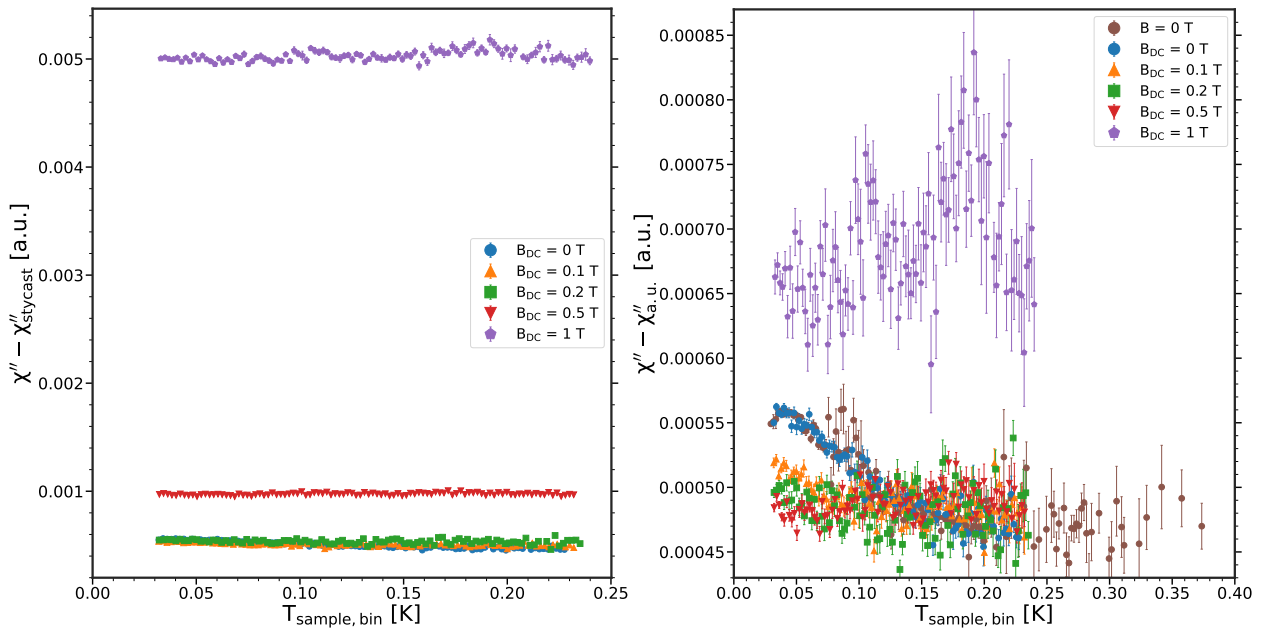 0.005
0.004
0.003
0.002
0.001
0.00
0.05
0.10
0.15
0.20
0.25
χ′′ − χ′′stycast [a.u.]
Tsample, bin [K]
BDC = 0 T
BDC = 0.1 T
BDC = 0.2 T
BDC = 0.5 T
BDC = 1 T
0.00085
0.00080
0.00075
0.00070
0.00065
0.00060
0.00055
0.00050
0.00045
0.00
0.05
0.10
0.15
0.20
0.25
0.30
0.35
0.40
χ′′ − χ′′a. u. [a.u.]
Tsample, bin [K]
B = 0 T
BDC = 0 T
BDC = 0.1 T
BDC = 0.2 T
BDC = 0.5 T
BDC = 1 T